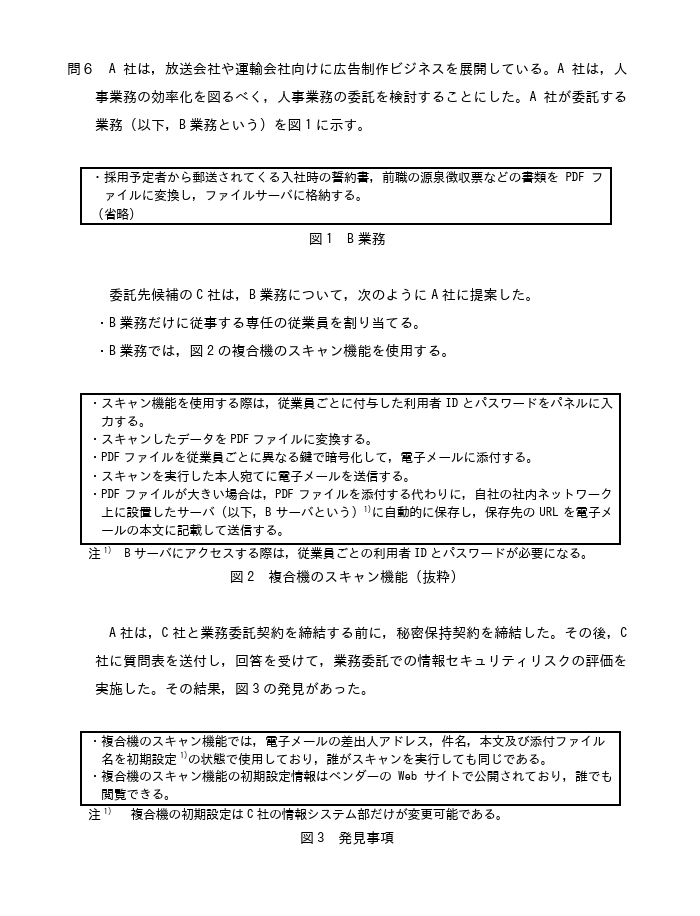 問６　A 社は，放送会社や運輸会社向けに広告制作ビジネスを展開している。A 社は，人
事業務の効率化を図るべく，人事業務の委託を検討することにした。A 社が委託する
業務（以下，B 業務という）を図 1 に示す。
・採用予定者から郵送されてくる入社時の誓約書，前職の源泉徴収票などの書類を PDF フ
ァイルに変換し，ファイルサーバに格納する。
（省略）
図 1　B 業務
委託先候補の C 社は，B 業務について，次のように A 社に提案した。
・B 業務だけに従事する専任の従業員を割り当てる。
・B 業務では，図 2 の複合機のスキャン機能を使用する。
・スキャン機能を使用する際は，従業員ごとに付与した利用者 ID とパスワードをパネルに入
力する。
・スキャンしたデータを PDF ファイルに変換する。
・PDF ファイルを従業員ごとに異なる鍵で暗号化して，電子メールに添付する。
・スキャンを実行した本人宛てに電子メールを送信する。
・PDF ファイルが大きい場合は，PDF ファイルを添付する代わりに，自社の社内ネットワーク
上に設置したサーバ（以下，B サーバという）1)に自動的に保存し，保存先の URL を電子メ
ールの本文に記載して送信する。
注 1)　B サーバにアクセスする際は，従業員ごとの利用者 ID とパスワードが必要になる。
図 2　複合機のスキャン機能（抜粋）
A 社は，C 社と業務委託契約を締結する前に，秘密保持契約を締結した。その後，C
社に質問表を送付し，回答を受けて，業務委託での情報セキュリティリスクの評価を
実施した。その結果，図 3 の発見があった。
・複合機のスキャン機能では，電子メールの差出人アドレス，件名，本文及び添付ファイル
名を初期設定 1)の状態で使用しており，誰がスキャンを実行しても同じである。
・複合機のスキャン機能の初期設定情報はベンダーの Web サイトで公開されており，誰でも
閲覧できる。
注 1)　複合機の初期設定は C 社の情報システム部だけが変更可能である。
図 3　発見事項